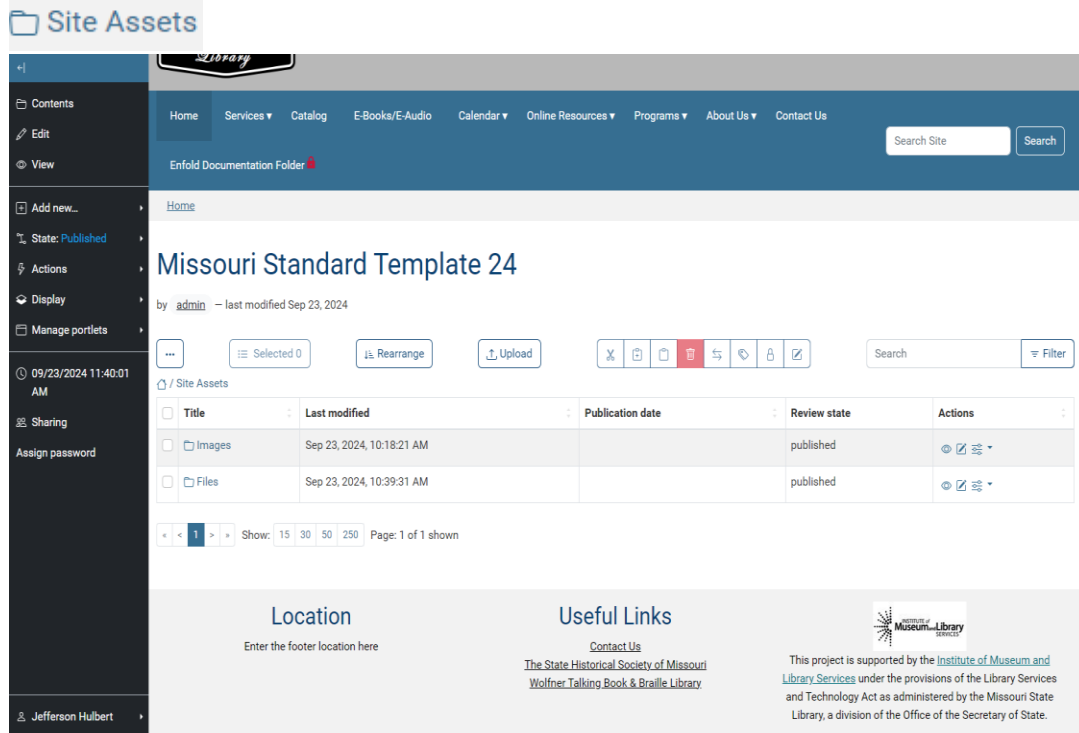 Site Assets
Library
Contents
Edit
View
Add new...
State: Published
Actions
Display
Manage portlets
09/23/2024 11:40:01
AM
Sharing
Assign password
Jefferson Hulbert
Home Services Catalog E-Books/E-Audio Calendar Online Resources Programs About Us Contact Us
Enfold Documentation Folder
Search Site Search
Home
Missouri Standard Template 24
by admin — last modified Sep 23, 2024
... Selected 0 Rearrange Upload Search Filter
/ Site Assets
Title Last modified Publication date Review state Actions
Images Sep 23, 2024, 10:18:21 AM published
Files Sep 23, 2024, 10:39:31 AM published
« < 1 > » Show: 15 30 50 250 Page: 1 of 1 shown
Location
Enter the footer location here
Useful Links
Contact Us
The State Historical Society of Missouri
Wolfner Talking Book & Braille Library
INSTITUTE of
Museum and Library
SERVICES
This project is supported by the Institute of Museum and
Library Services under the provisions of the Library Services
and Technology Act as administered by the Missouri State
Library, a division of the Office of the Secretary of State.